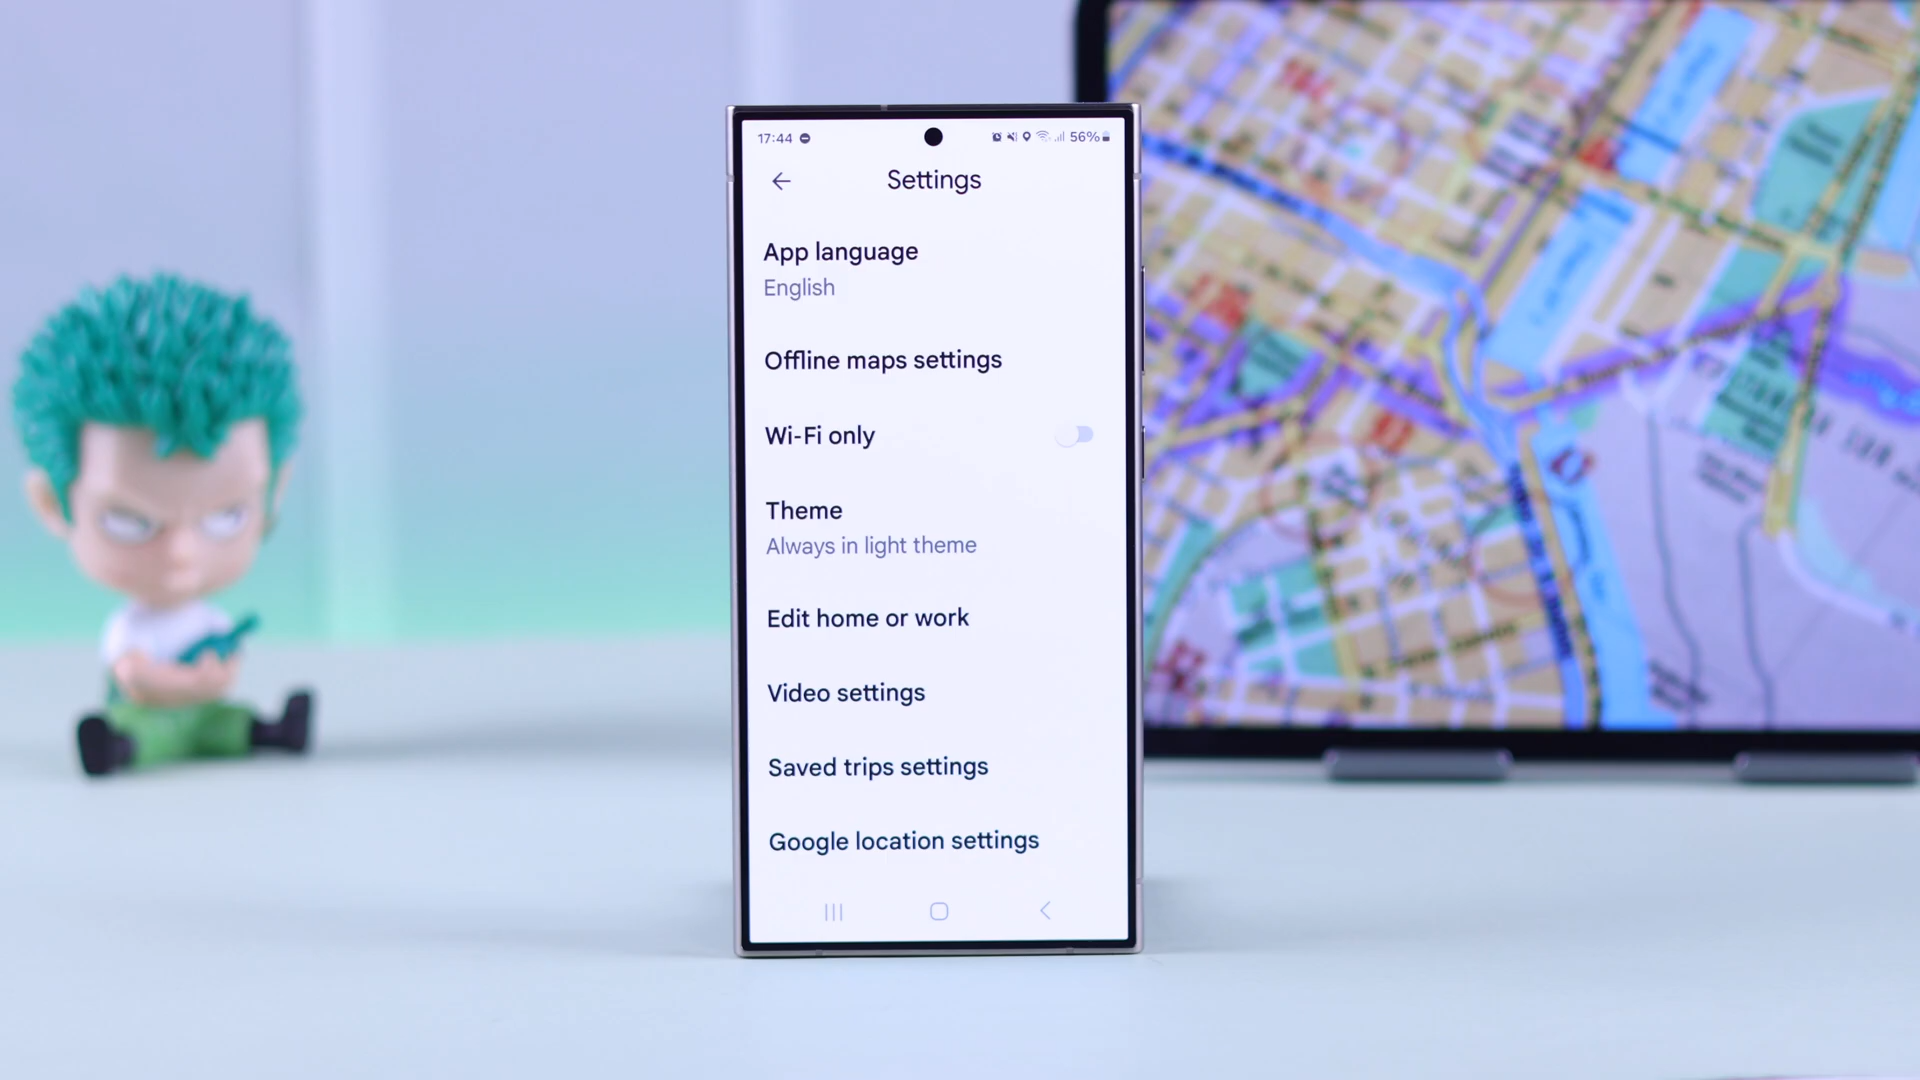 17:44 56%
Settings
App language
English
Offline maps settings
Wi-Fi only
Theme
Always in light theme
Edit home or work
Video settings
Saved trips settings
Google location settings